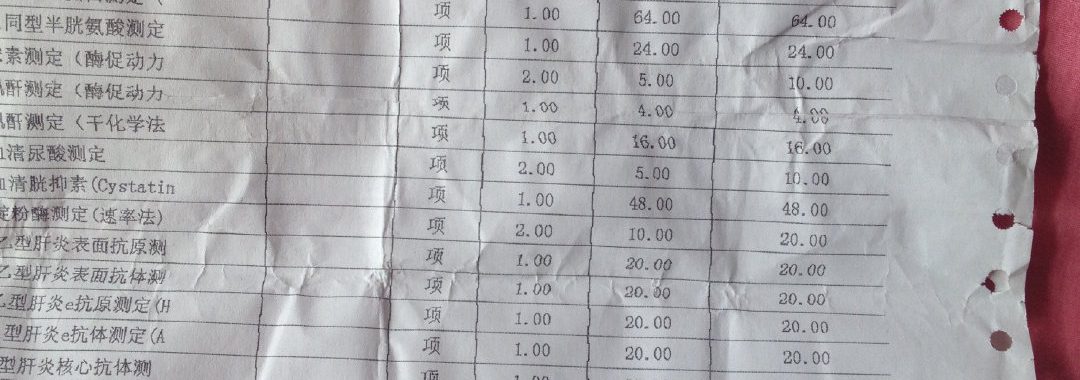 项 1.00 64.00 64.00
同型半胱氨酸测定 项 1.00 24.00 24.00
素测定（酶促动力 项 2.00 5.00 10.00
酐测定（酶促动力 项 1.00 4.00 4.00
酐测定（干化学法 项 1.00 16.00 16.00
清尿酸测定 项 2.00 5.00 10.00
清胱抑素(Cystatin 项 1.00 48.00 48.00
淀粉酶测定(速率法) 项 2.00 10.00 20.00
乙型肝炎表面抗原测 项 1.00 20.00 20.00
乙型肝炎表面抗体测 项 1.00 20.00 20.00
乙型肝炎e抗原测定(H 项 1.00 20.00 20.00
型肝炎e抗体测定(A 项 1.00 20.00 20.00
型肝炎核心抗体测 项